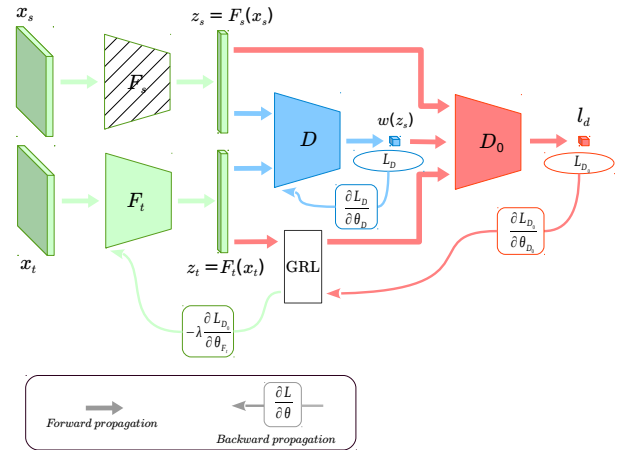 x_s
z_s = F_s(x_s)
F_s
w(z_s)
l_d
D
D_0
L_D
L_{D_0}
F_t
∂L_D
∂θ_D
∂L_{D_0}
∂θ_{D_0}
x_t
z_t = F_t(x_t)
GRL
−λ ∂L_{D_0}
∂θ_{F_t}
∂L
∂θ
Forward propagation
Backward propagation